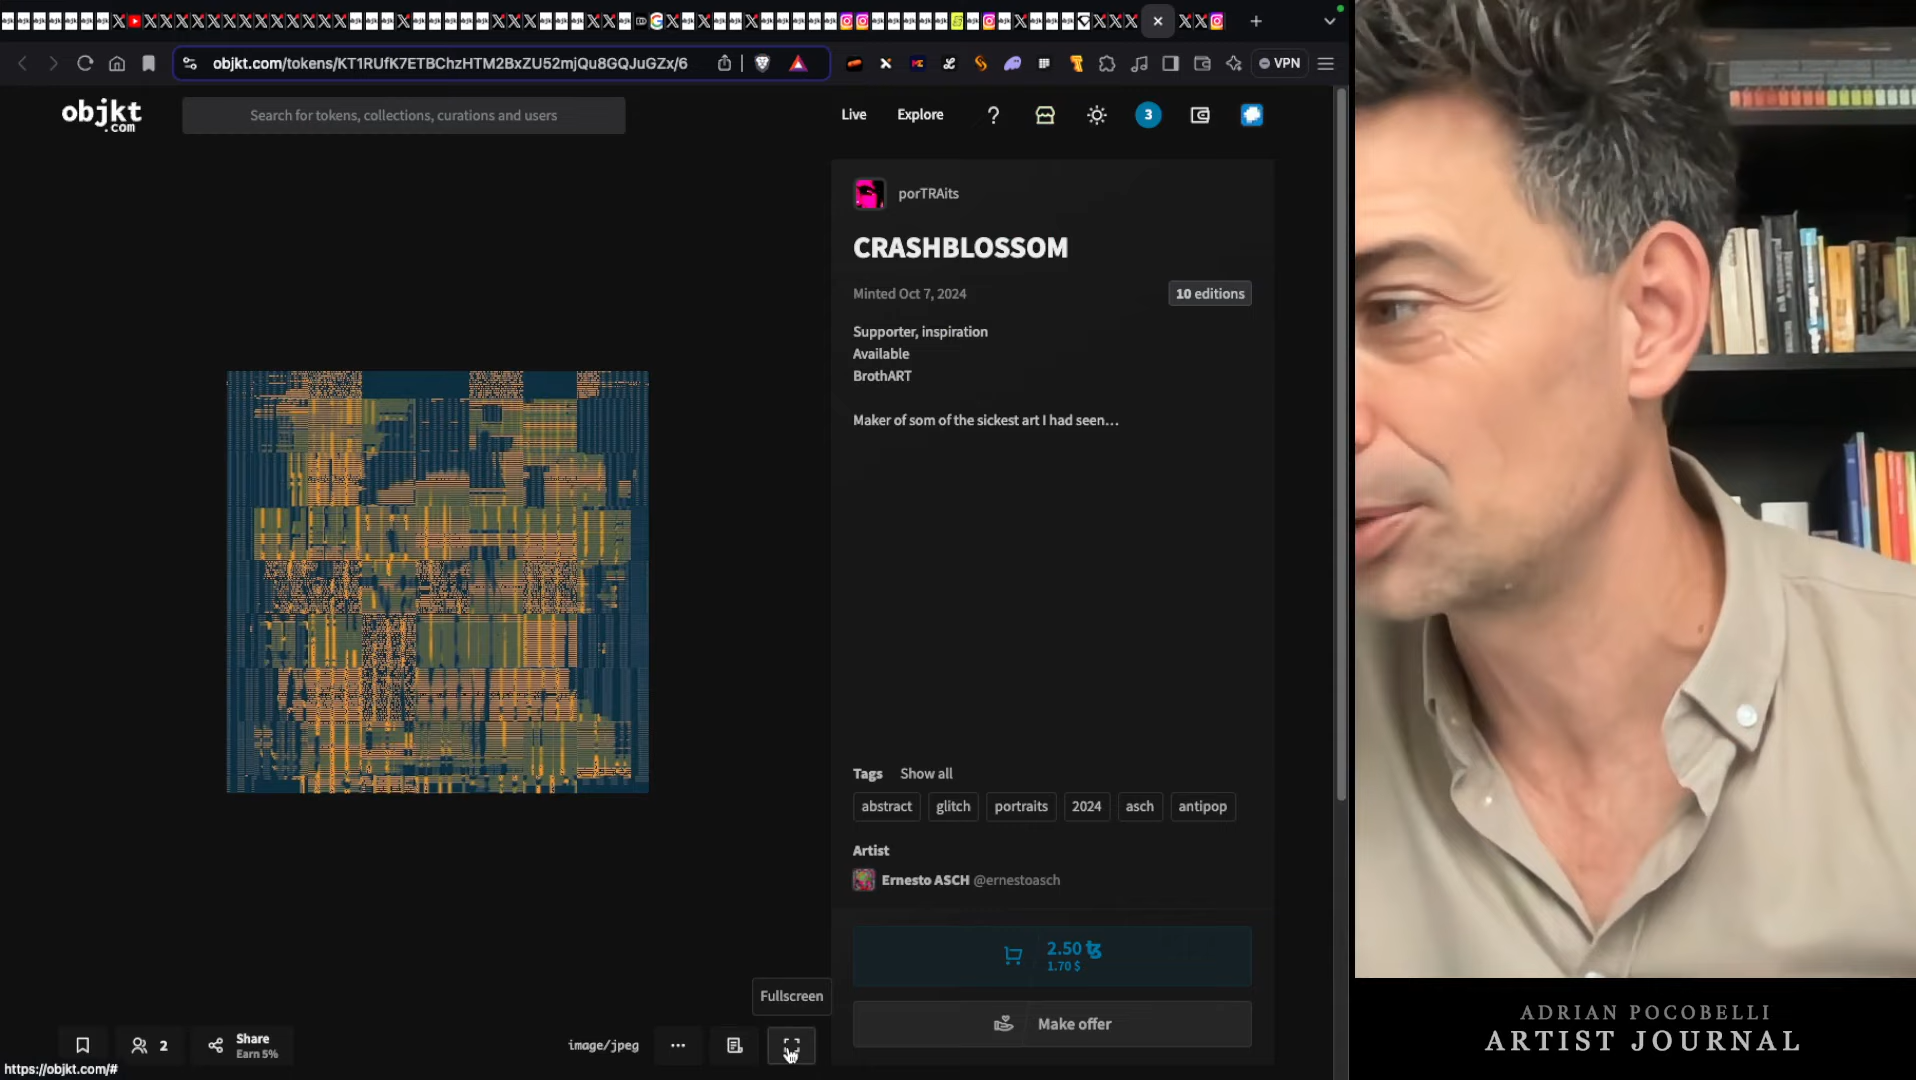 objkt.com/tokens/KT1RUfK7ETBChzHTM2BxZU52mjQu8GQJuGZx/6
VPN
objkt
.com
Search for tokens, collections, curations and users
Live
Explore
?
3
porTRAits
CRASHBLOSSOM
Minted Oct 7, 2024
10 editions
Supporter, inspiration
Available
BrothART
Maker of som of the sickest art I had seen...
Tags
Show all
abstract
glitch
portraits
2024
asch
antipop
Artist
Ernesto ASCH @ernestoasch
2.50 ꜩ
1.70 $
Fullscreen
Make offer
2
Share
Earn 5%
image/jpeg
https://objkt.com/#
ADRIAN POCOBELLI
ARTIST JOURNAL